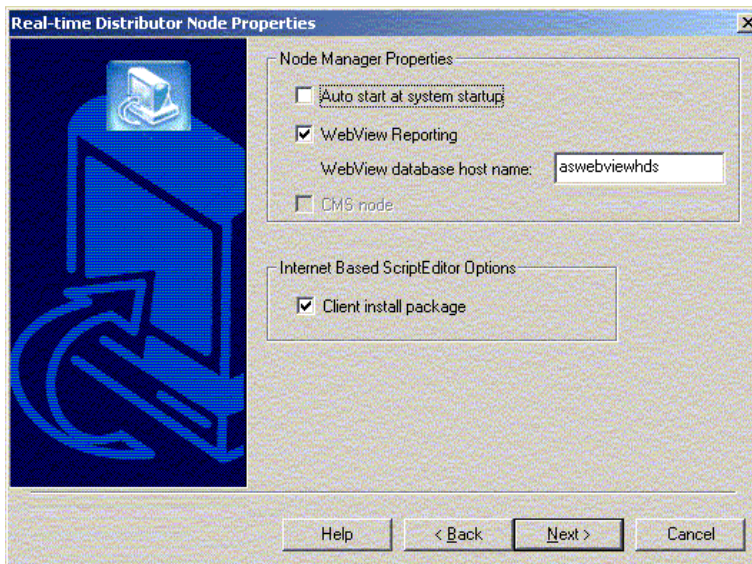 Real-time Distributor Node Properties
Node Manager Properties
Auto start at system startup
WebView Reporting
WebView database host name: aswebviewhds
CMS node
Internet Based ScriptEditor Options
Client install package
Help < Back Next > Cancel